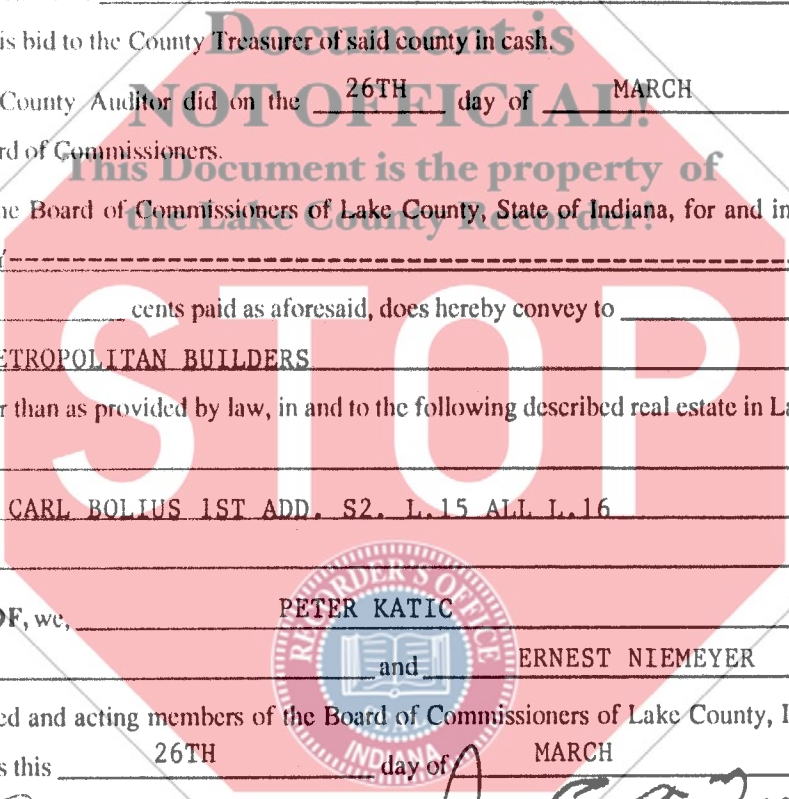 Document is
is bid to the County Treasurer of said county in cash.
NOT OFFICIAL!
County Auditor did on the 26TH day of MARCH
rd of Commissioners.
This Document is the property of
ne Board of Commissioners of Lake County, State of Indiana, for and in
the Lake County Recorder!
cents paid as aforesaid, does hereby convey to
ETROPOLITAN BUILDERS
r than as provided by law, in and to the following described real estate in La
STOP
CARL BOLIUS 1ST ADD. S2. L.15 ALL L.16
OF, we, PETER KATIC
and ERNEST NIEMEYER
ed and acting members of the Board of Commissioners of Lake County, I
s this 26TH day of MARCH
RECORDER'S OFFICE
INDIANA